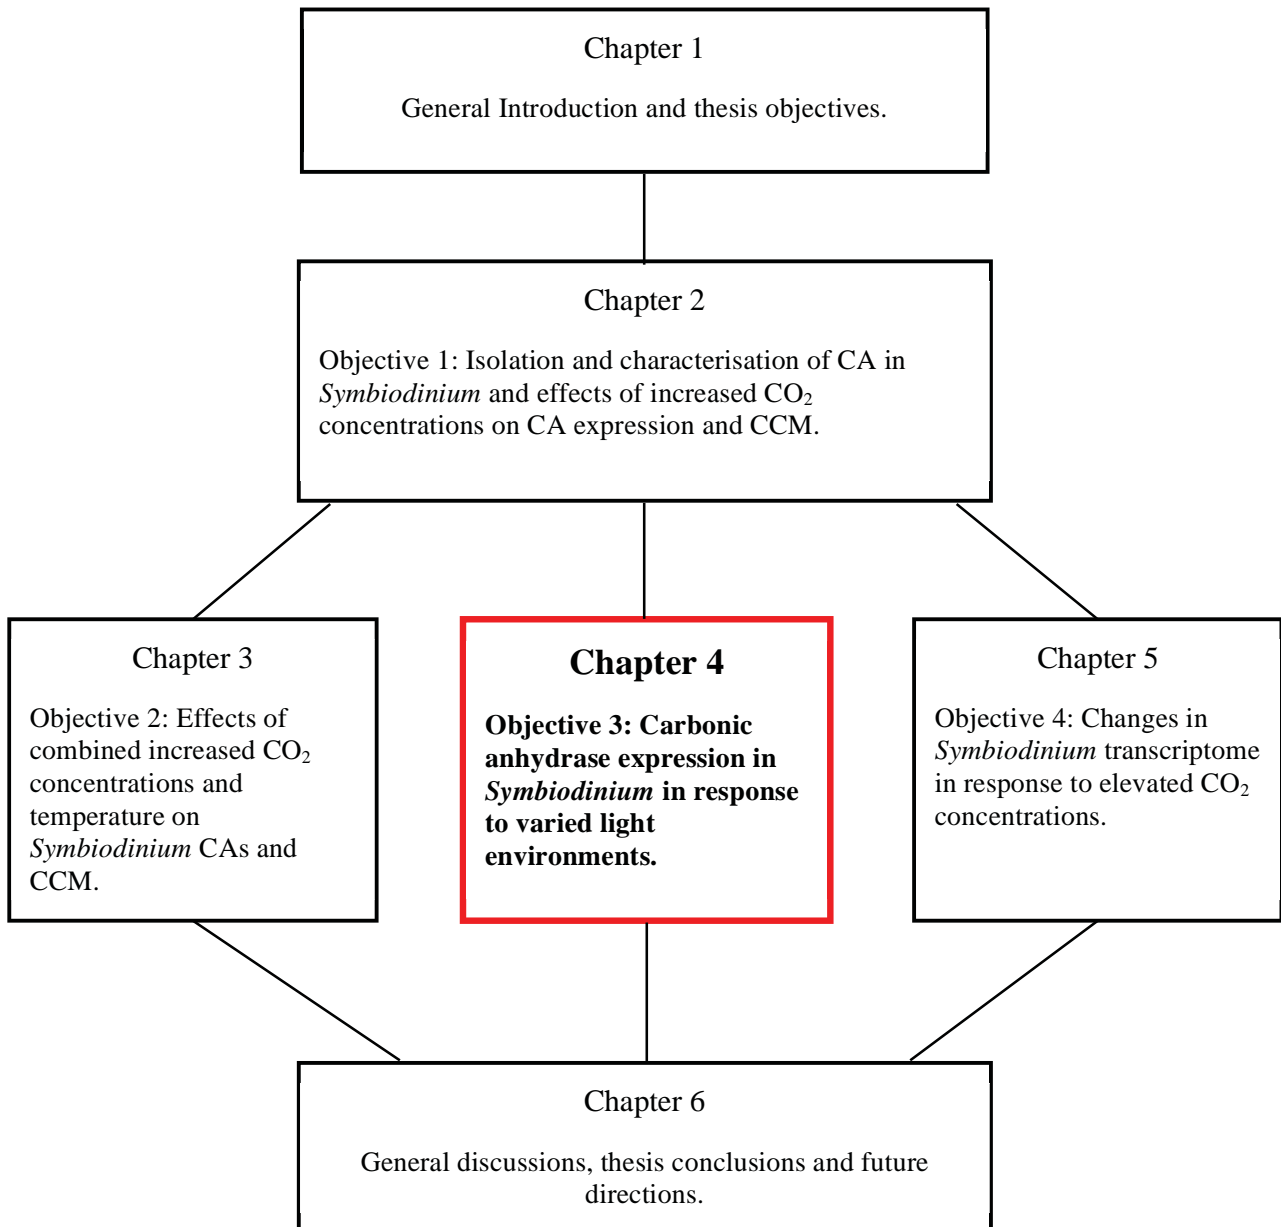 Chapter 1
General Introduction and thesis objectives.
Chapter 2
Objective 1: Isolation and characterisation of CA in
Symbiodinium and effects of increased CO₂
concentrations on CA expression and CCM.
Chapter 3
Objective 2: Effects of
combined increased CO₂
concentrations and
temperature on
Symbiodinium CAs and
CCM.
Chapter 4
Objective 3: Carbonic
anhydrase expression in
Symbiodinium in response
to varied light
environments.
Chapter 5
Objective 4: Changes in
Symbiodinium transcriptome
in response to elevated CO₂
concentrations.
Chapter 6
General discussions, thesis conclusions and future
directions.